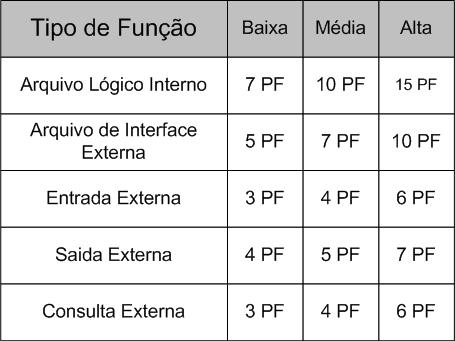 Tipo de Função Baixa Média Alta
Arquivo Lógico Interno 7 PF 10 PF 15 PF
Arquivo de Interface
Externa 5 PF 7 PF 10 PF
Entrada Externa 3 PF 4 PF 6 PF
Saida Externa 4 PF 5 PF 7 PF
Consulta Externa 3 PF 4 PF 6 PF